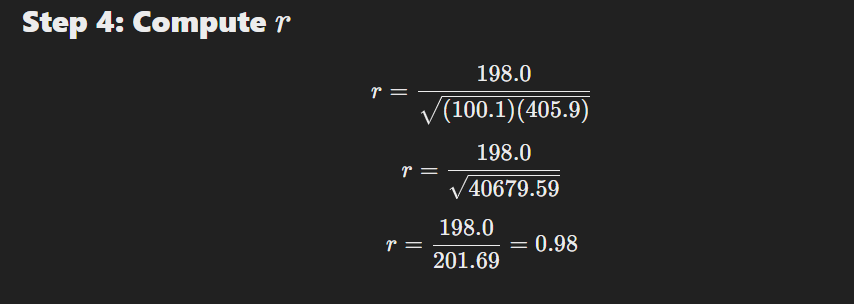 Step 4: Compute r
r = 198.0 / √(100.1)(405.9)
r = 198.0 / √40679.59
r = 198.0 / 201.69 = 0.98